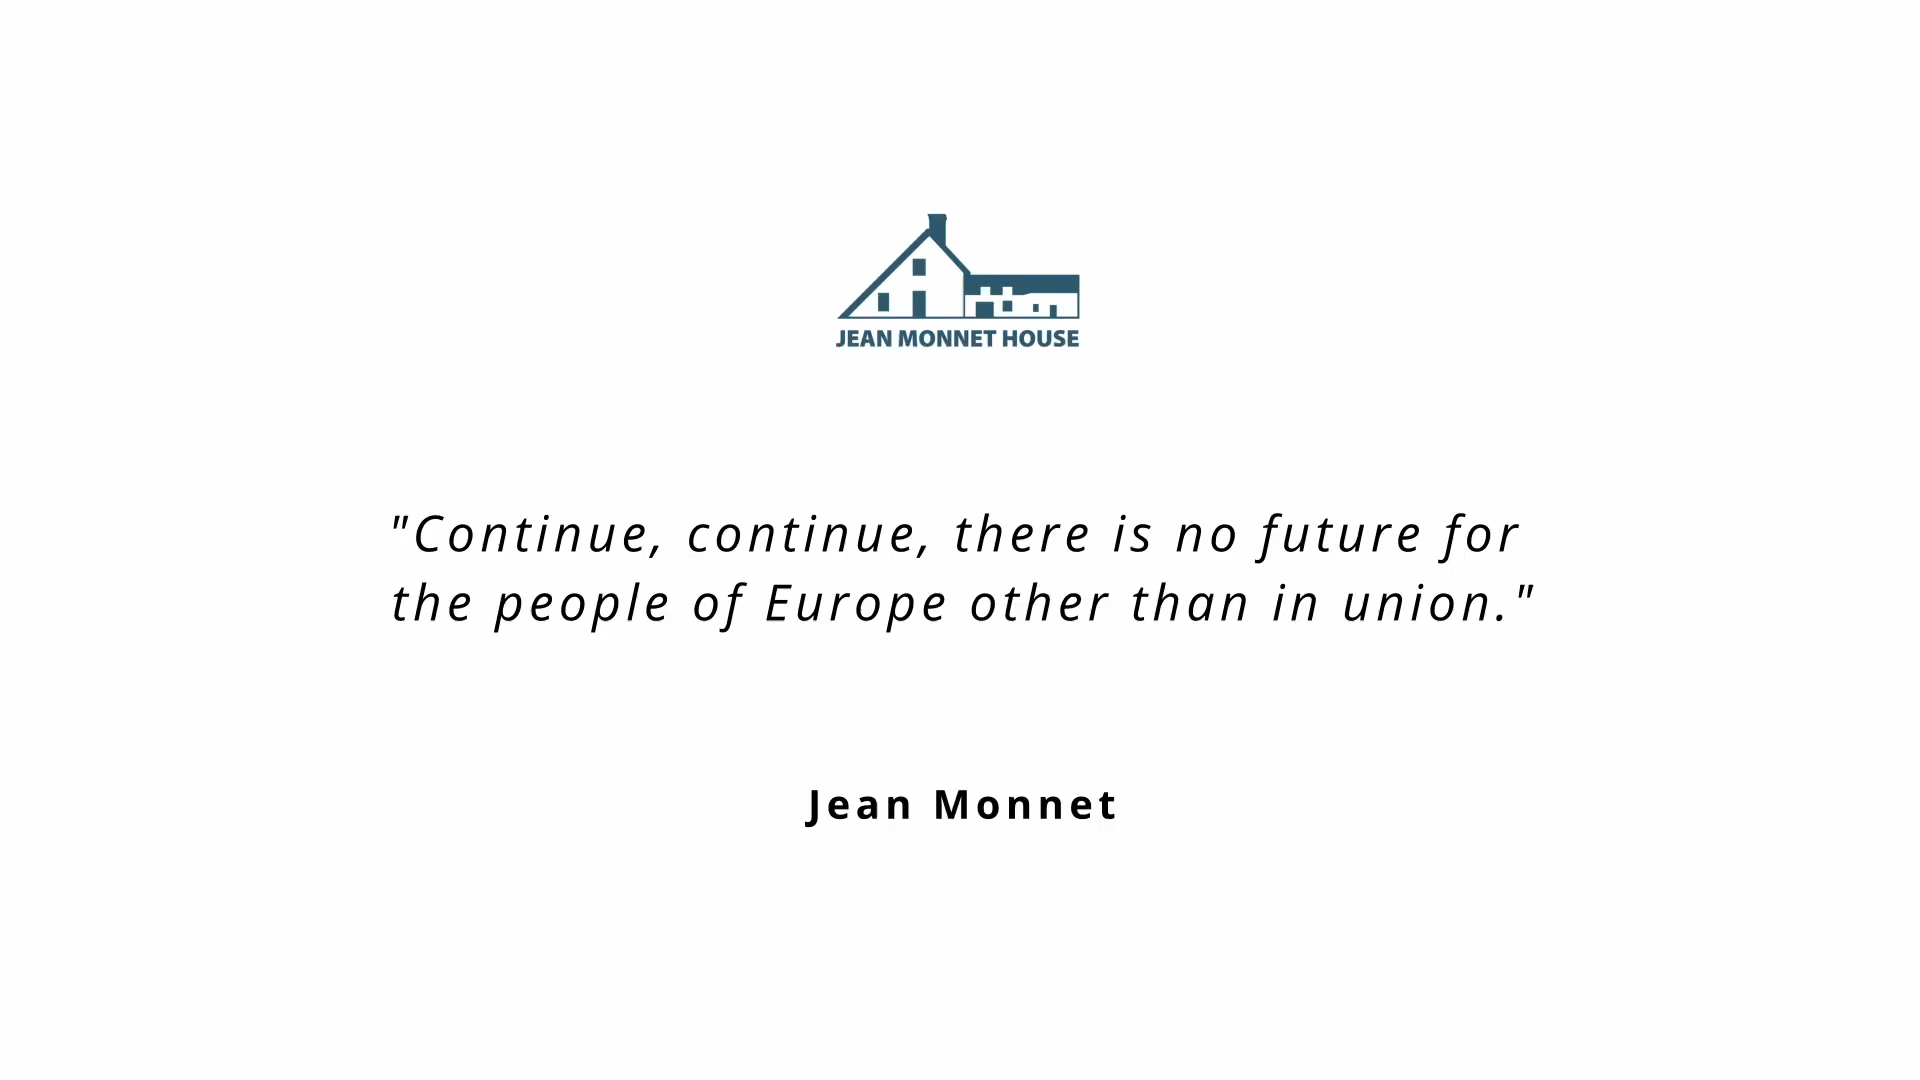 JEAN MONNET HOUSE
"Continue, continue, there is no future for
the people of Europe other than in union."
Jean Monnet